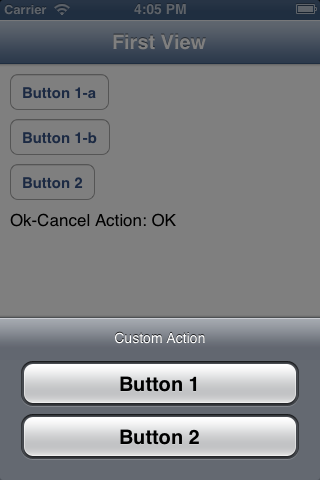 Carrier 4:05 PM
First View
Button 1-a
Button 1-b
Button 2
Ok-Cancel Action: OK
Custom Action
Button 1
Button 2